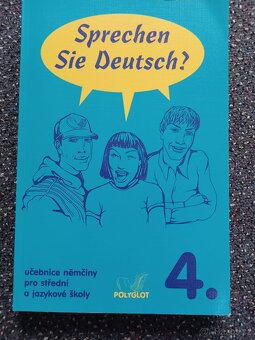 Sprechen
Sie Deutsch?
učebnice němčiny
pro střední
a jazykové školy
POLYGLOT
4.